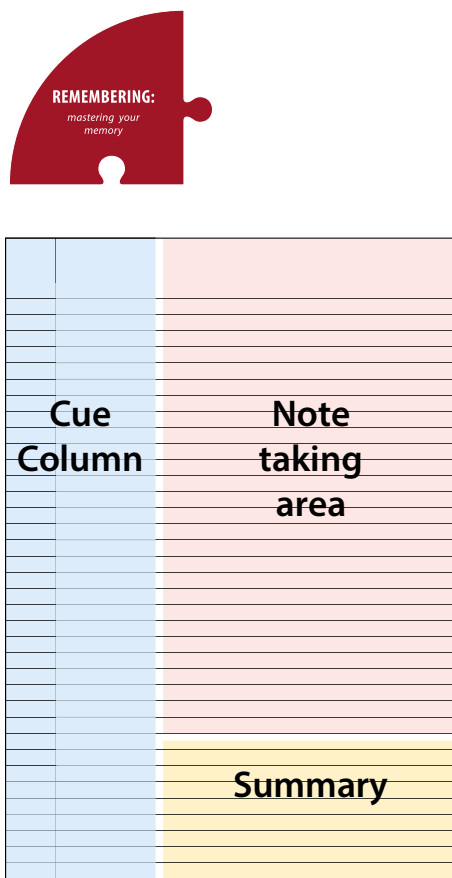 REMEMBERING:
mastering your
memory
Cue
Column
Note
taking
area
Summary